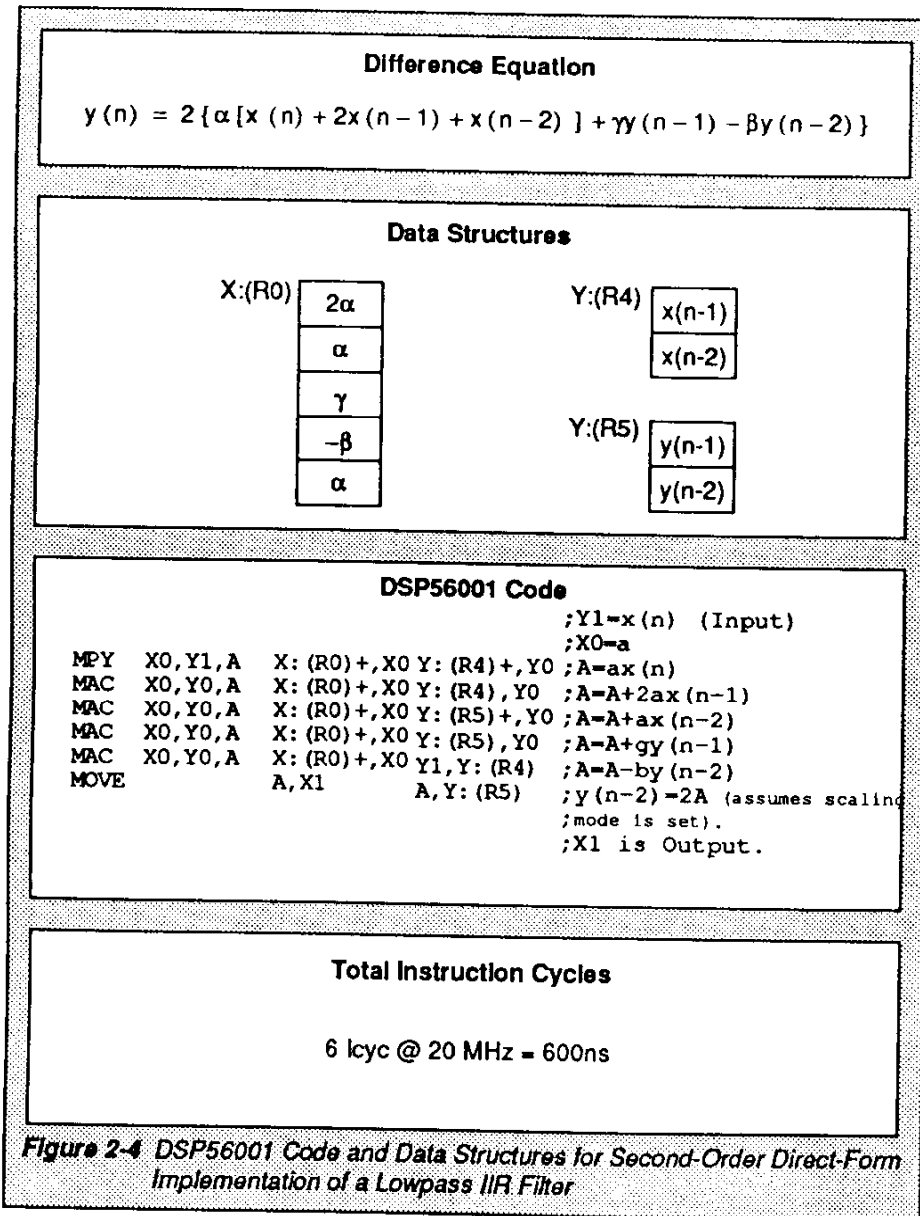 Difference Equation
y (n) = 2 { α [x (n) + 2x (n – 1) + x (n – 2) ] + γy (n – 1) – βy (n – 2) }
Data Structures
X:(R0)
2α
α
γ
–β
α
Y:(R4)
x(n-1)
x(n-2)
Y:(R5)
y(n-1)
y(n-2)
DSP56001 Code
;Y1=x(n) (Input)
;X0=a
MPY X0,Y1,A X:(R0)+,X0 Y:(R4)+,Y0 ;A=ax(n)
MAC X0,Y0,A X:(R0)+,X0 Y:(R4),Y0 ;A=A+2ax(n-1)
MAC X0,Y0,A X:(R0)+,X0 Y:(R5)+,Y0 ;A=A+ax(n-2)
MAC X0,Y0,A X:(R0)+,X0 Y:(R5),Y0 ;A=A+gy(n-1)
MAC X0,Y0,A X:(R0)+,X0 Y1,Y:(R4) ;A=A-by(n-2)
MOVE A,X1 A,Y:(R5) ;y(n-2)=2A (assumes scaling
;mode is set).
;X1 is Output.
Total Instruction Cycles
6 Icyc @ 20 MHz = 600ns
Figure 2-4 DSP56001 Code and Data Structures for Second-Order Direct-Form
Implementation of a Lowpass IIR Filter